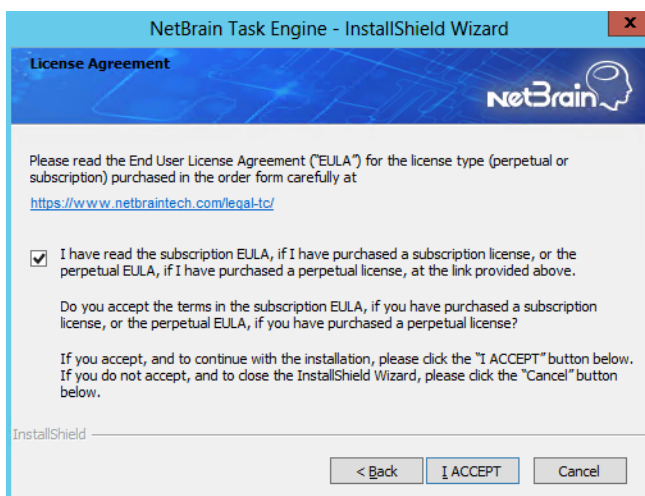 NetBrain Task Engine - InstallShield Wizard
x
License Agreement
NetBrain
Please read the End User License Agreement ("EULA") for the license type (perpetual or
subscription) purchased in the order form carefully at
https://www.netbraintech.com/legal-tc/
I have read the subscription EULA, if I have purchased a subscription license, or the
perpetual EULA, if I have purchased a perpetual license, at the link provided above.
Do you accept the terms in the subscription EULA, if you have purchased a subscription
license, or the perpetual EULA, if you have purchased a perpetual license?
If you accept, and to continue with the installation, please click the "I ACCEPT" button below.
If you do not accept, and to close the InstallShield Wizard, please click the "Cancel" button
below.
InstallShield
< Back I ACCEPT Cancel